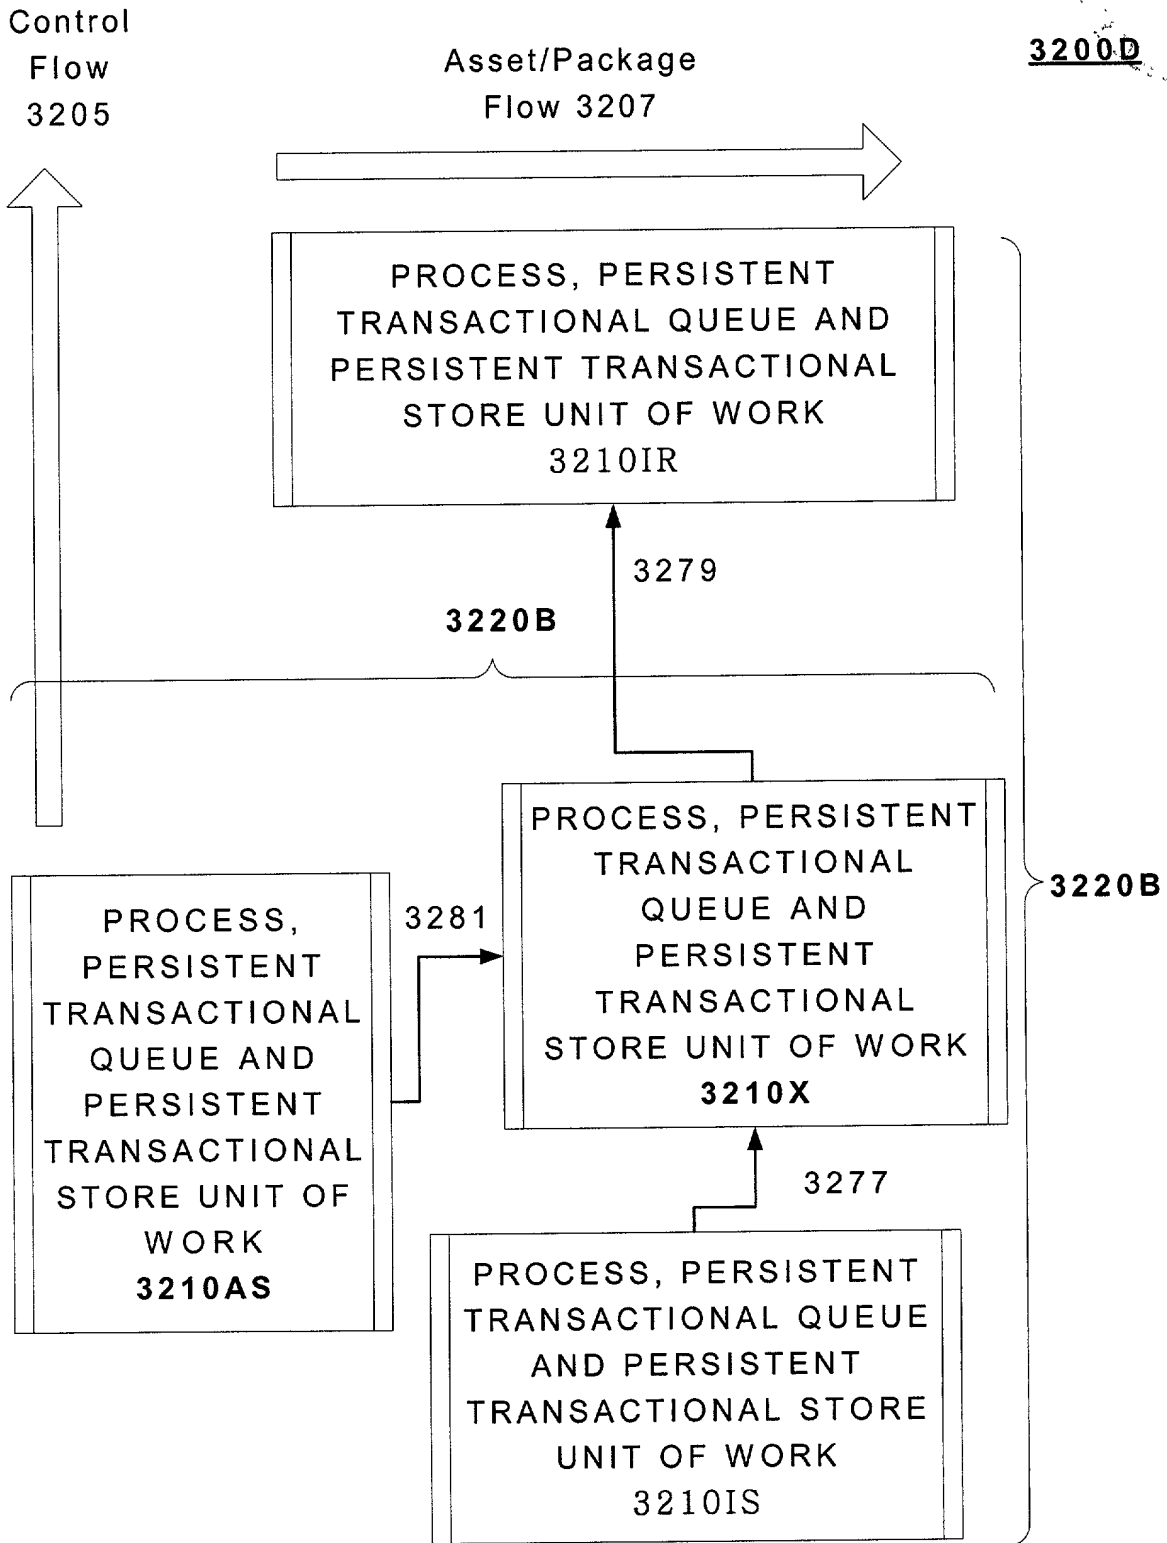 Control
Flow
3205
Asset/Package
Flow 3207
3200D
PROCESS, PERSISTENT
TRANSACTIONAL QUEUE AND
PERSISTENT TRANSACTIONAL
STORE UNIT OF WORK
3210IR
3279
3220B
PROCESS, PERSISTENT
TRANSACTIONAL
QUEUE AND
PERSISTENT
TRANSACTIONAL
STORE UNIT OF WORK
3210X
3220B
PROCESS,
PERSISTENT
TRANSACTIONAL
QUEUE AND
PERSISTENT
TRANSACTIONAL
STORE UNIT OF
WORK
3210AS
3281
3277
PROCESS, PERSISTENT
TRANSACTIONAL QUEUE
AND PERSISTENT
TRANSACTIONAL STORE
UNIT OF WORK
3210IS